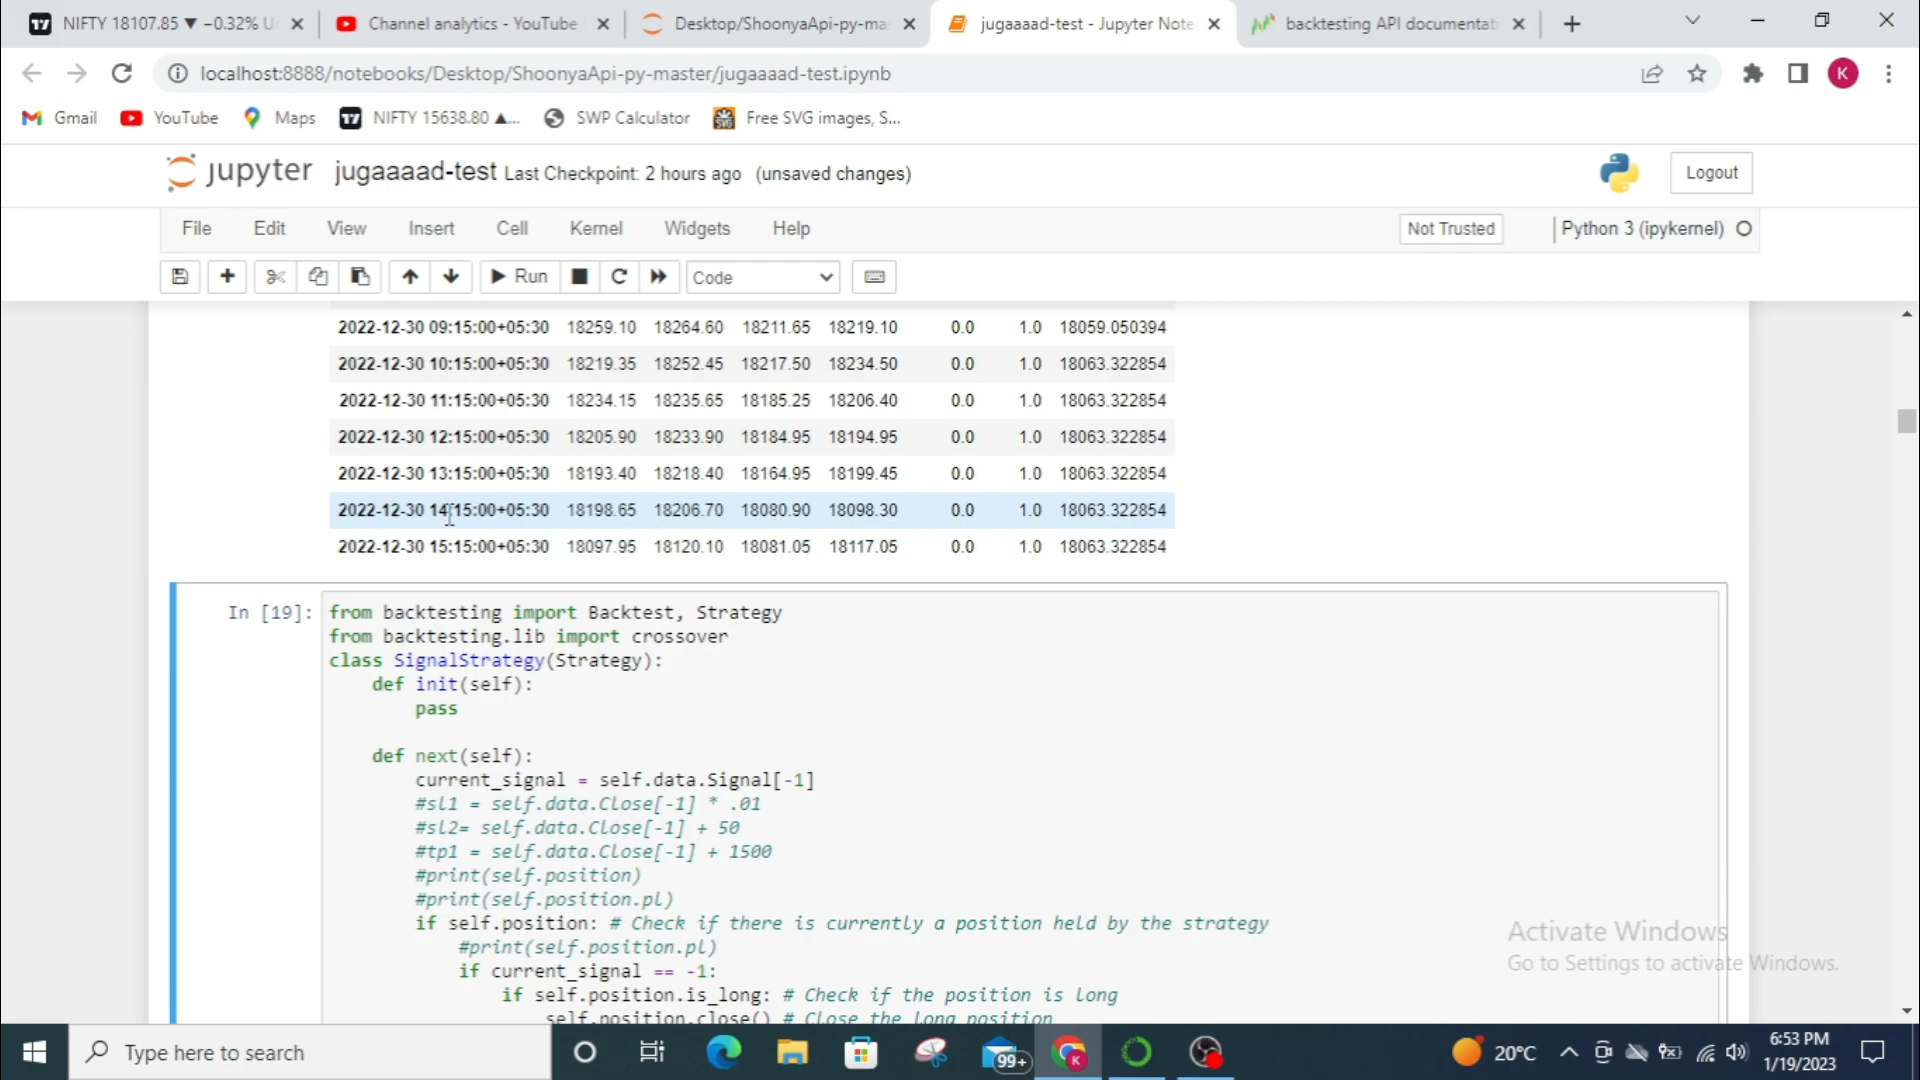 NIFTY 18107.85 ▼ −0.32% U
Channel analytics - YouTube
Desktop/ShoonyaApi-py-ma
jugaaaad-test - Jupyter Note
backtesting API documentati
localhost:8888/notebooks/Desktop/ShoonyaApi-py-master/jugaaaad-test.ipynb
K
Gmail YouTube Maps NIFTY 15638.80 ▲... SWP Calculator Free SVG images, S...
jupyter jugaaaad-test Last Checkpoint: 2 hours ago (unsaved changes)
Logout
File Edit View Insert Cell Kernel Widgets Help Not Trusted Python 3 (ipykernel)
Run Code
2022-12-30 09:15:00+05:30 18259.10 18264.60 18211.65 18219.10 0.0 1.0 18059.050394
2022-12-30 10:15:00+05:30 18219.35 18252.45 18217.50 18234.50 0.0 1.0 18063.322854
2022-12-30 11:15:00+05:30 18234.15 18235.65 18185.25 18206.40 0.0 1.0 18063.322854
2022-12-30 12:15:00+05:30 18205.90 18233.90 18184.95 18194.95 0.0 1.0 18063.322854
2022-12-30 13:15:00+05:30 18193.40 18218.40 18164.95 18199.45 0.0 1.0 18063.322854
2022-12-30 14:15:00+05:30 18198.65 18206.70 18080.90 18098.30 0.0 1.0 18063.322854
2022-12-30 15:15:00+05:30 18097.95 18120.10 18081.05 18117.05 0.0 1.0 18063.322854
In [19]: from backtesting import Backtest, Strategy
from backtesting.lib import crossover
class SignalStrategy(Strategy):
def init(self):
pass
def next(self):
current_signal = self.data.Signal[-1]
#sl1 = self.data.Close[-1] * .01
#sl2= self.data.Close[-1] + 50
#tp1 = self.data.Close[-1] + 1500
#print(self.position)
#print(self.position.pl)
if self.position: # Check if there is currently a position held by the strategy
#print(self.position.pl)
if current_signal == -1:
if self.position.is_long: # Check if the position is long
self.position.close() # Close the long position
Activate Windows
Go to Settings to activate Windows.
Type here to search
99+
K
20°C
6:53 PM
1/19/2023